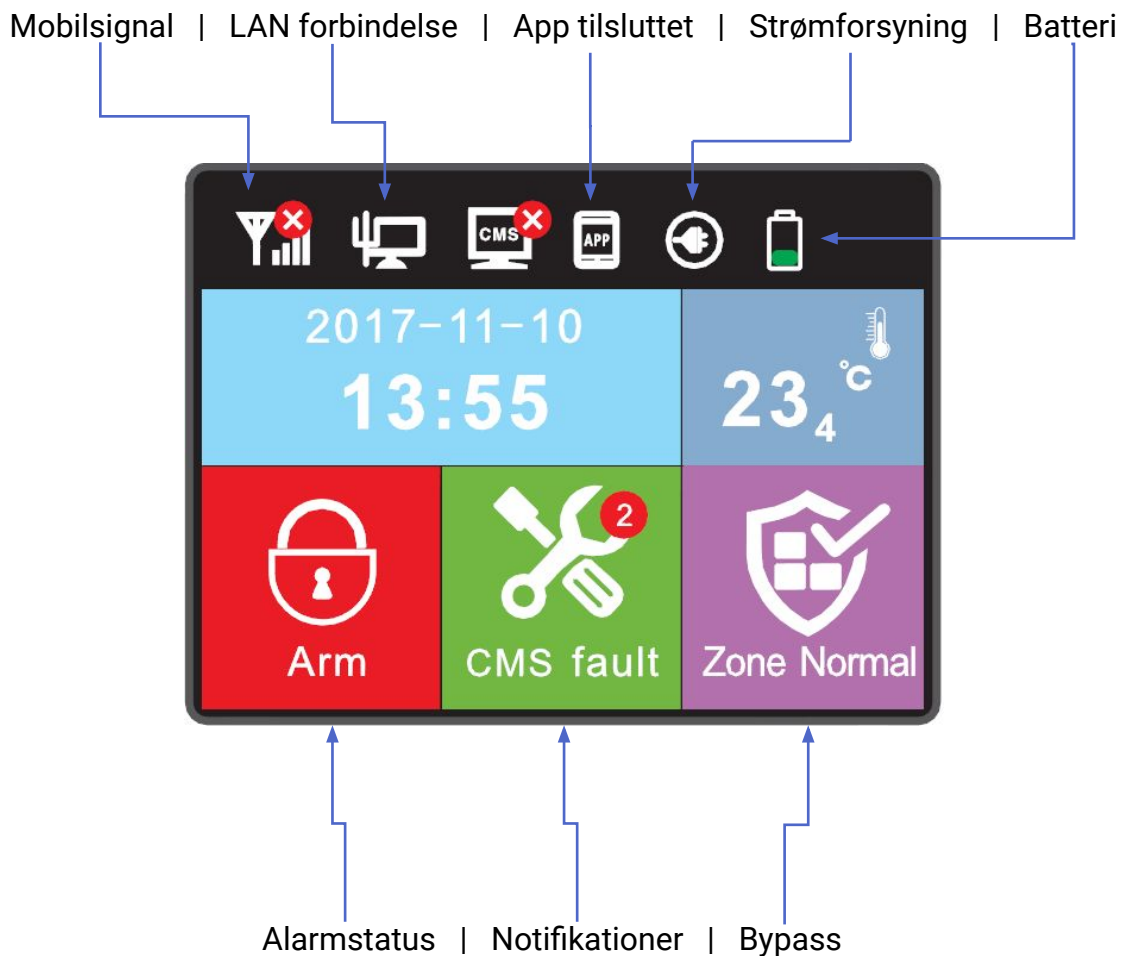 Mobilsignal | LAN forbindelse | App tilsluttet | Strømforsyning | Batteri
CMS APP
2017-11-10
13:55
23 4 °C
2
Arm CMS fault Zone Normal
Alarmstatus | Notifikationer | Bypass